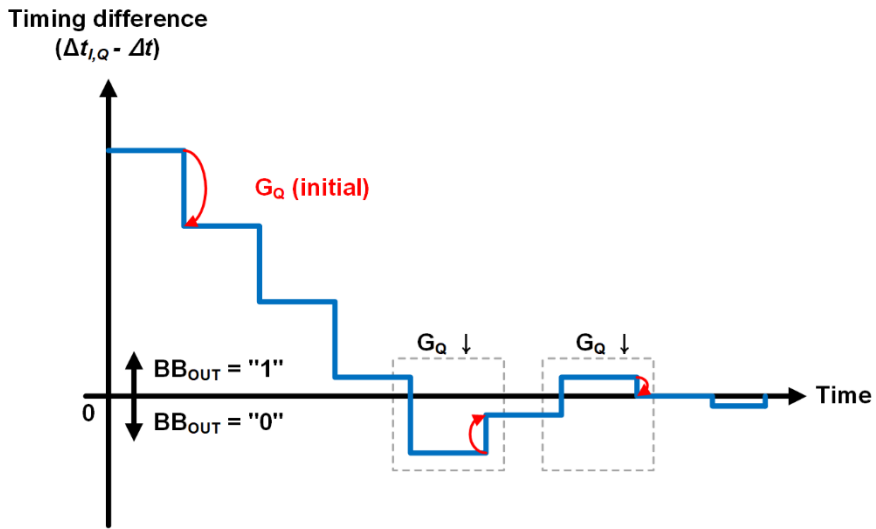 Timing difference
(Δt_I,Q - Δt)
G_Q (initial)
G_Q ↓
G_Q ↓
BB_OUT = "1"
Time
0
BB_OUT = "0"